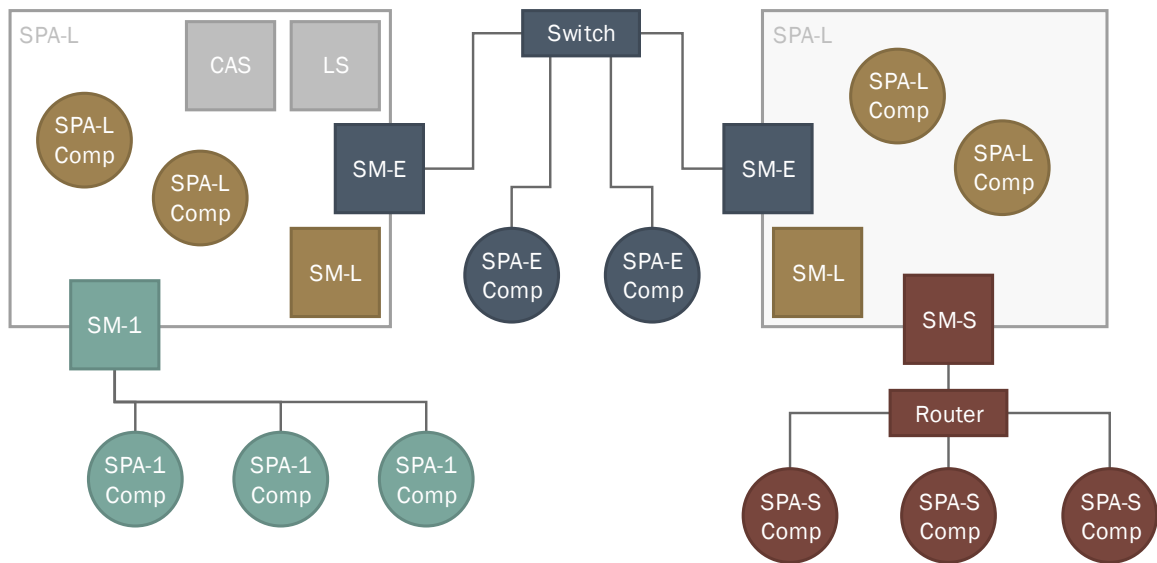 SPA-L
CAS
LS
SPA-L
Comp
SPA-L
Comp
SM-E
SM-L
SM-1
SPA-1
Comp
SPA-1
Comp
SPA-1
Comp
Switch
SPA-E
Comp
SPA-E
Comp
SPA-L
SPA-L
Comp
SPA-L
Comp
SM-E
SM-L
SM-S
Router
SPA-S
Comp
SPA-S
Comp
SPA-S
Comp